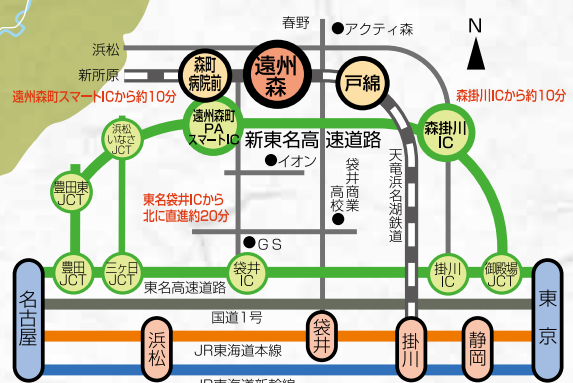 春野
アクティ森
N
浜松
新所原
森町
病院前
遠州
森
戸綿
遠州森町スマートICから約10分
森掛川ICから約10分
遠州森町
PA
スマートIC
新東名高速道路
森掛川
IC
浜松
いなさ
JCT
イオン
豊田東
JCT
東名袋井ICから
北に直進約20分
袋井商業
高校
天竜浜名湖鉄道
GS
豊田
JCT
三ヶ日
JCT
袋井
IC
掛川
IC
御殿場
JCT
東名高速道路
名古屋
東京
国道1号
浜松
袋井
掛川
静岡
JR東海道本線
JR東海道新幹線